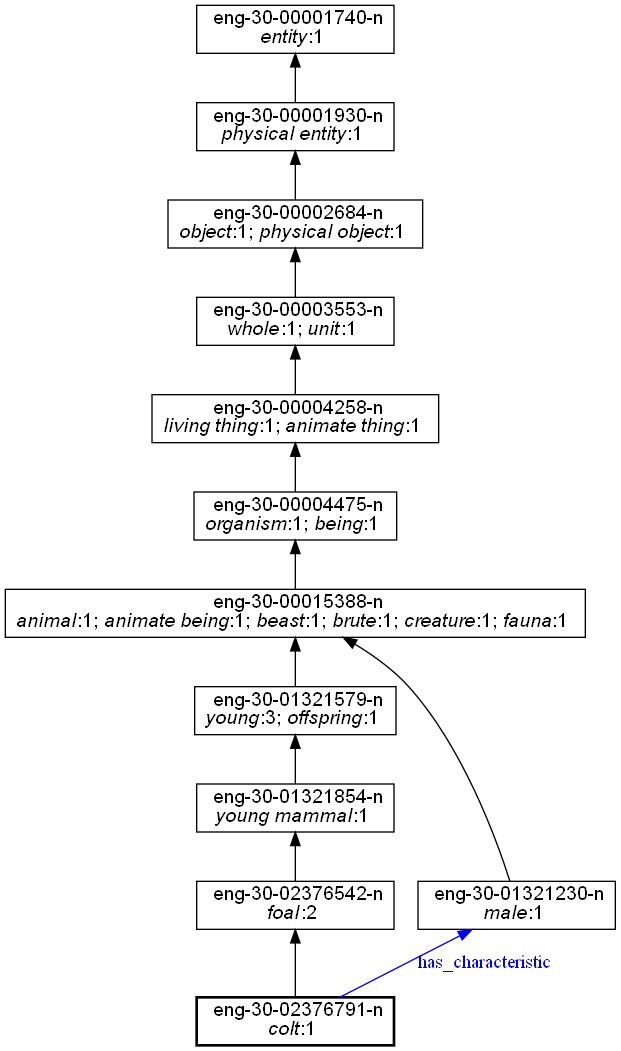 eng-30-00001740-n
entity:1
eng-30-00001930-n
physical entity:1
eng-30-00002684-n
object:1; physical object:1
eng-30-00003553-n
whole:1; unit:1
eng-30-00004258-n
living thing:1; animate thing:1
eng-30-00004475-n
organism:1; being:1
eng-30-00015388-n
animal:1; animate being:1; beast:1; brute:1; creature:1; fauna:1
eng-30-01321579-n
young:3; offspring:1
eng-30-01321854-n
young mammal:1
eng-30-02376542-n
foal:2
eng-30-01321230-n
male:1
has_characteristic
eng-30-02376791-n
colt:1